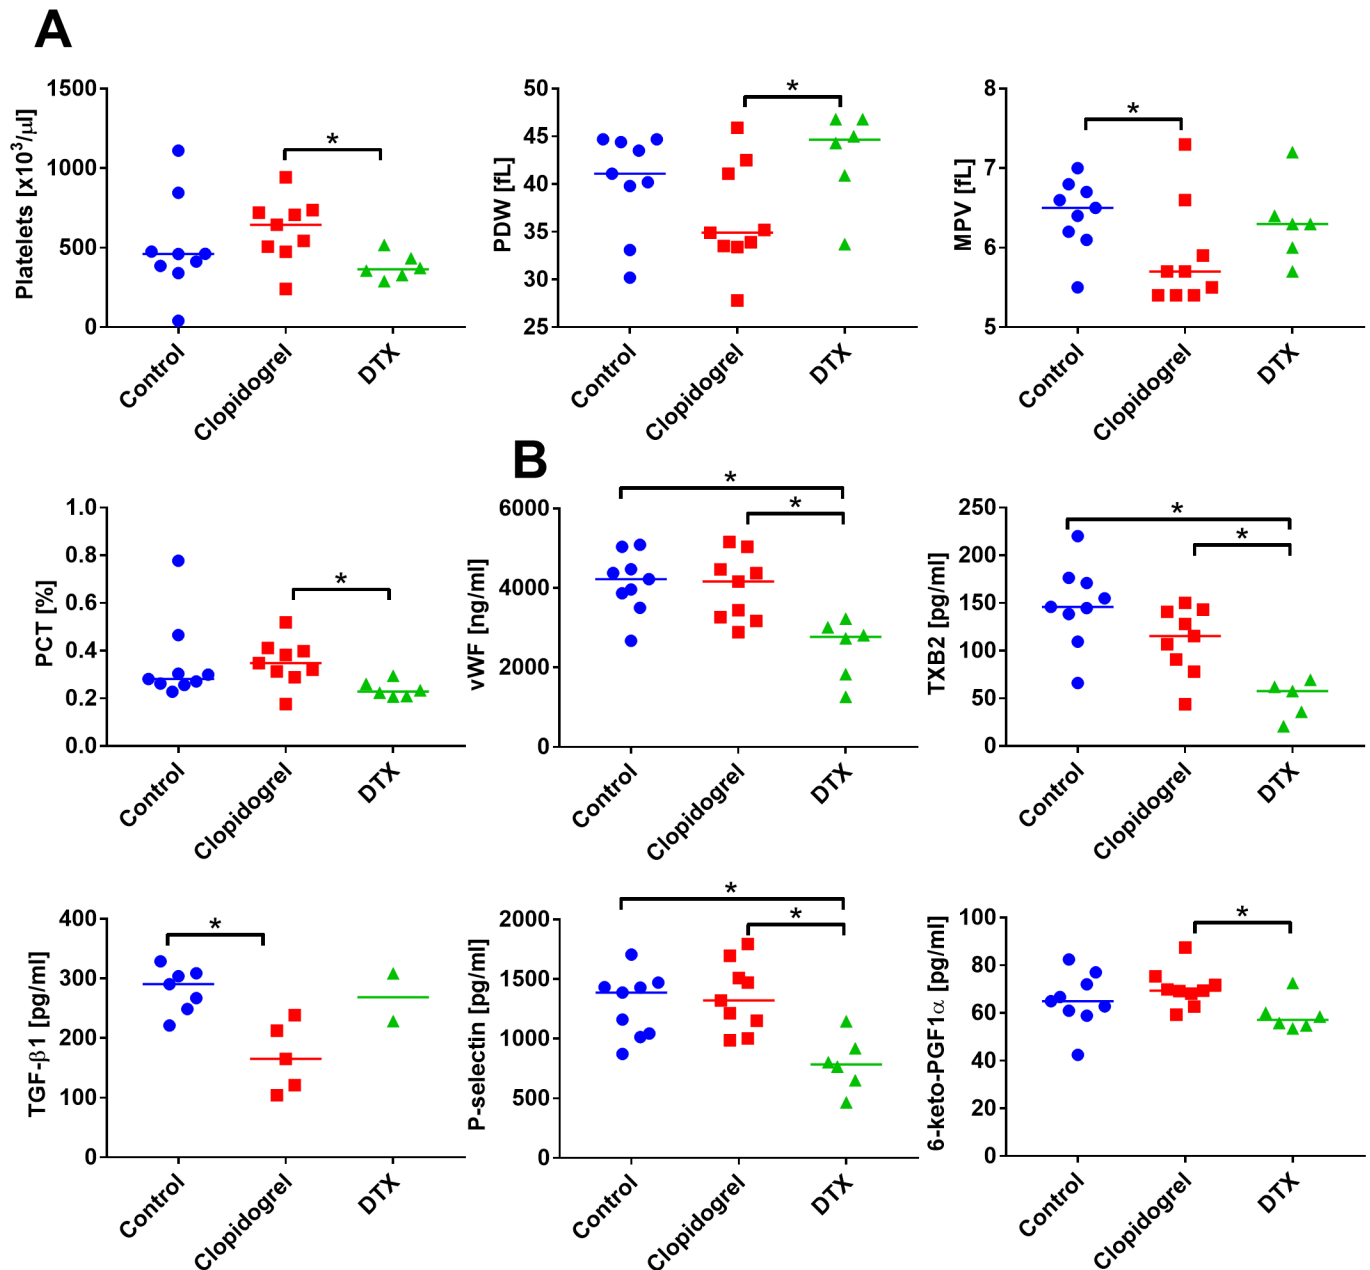 A
Platelets [x10³/µl]
1500
1000
500
0
*
Control
Clopidogrel
DTX
PDW [fL]
50
45
40
35
30
25
*
Control
Clopidogrel
DTX
MPV [fL]
8
7
6
5
*
Control
Clopidogrel
DTX
PCT [%]
1.0
0.8
0.6
0.4
0.2
0.0
*
Control
Clopidogrel
DTX
B
vWF [ng/ml]
6000
4000
2000
0
*
*
Control
Clopidogrel
DTX
TXB2 [pg/ml]
250
200
150
100
50
0
*
*
Control
Clopidogrel
DTX
TGF-β1 [pg/ml]
400
300
200
100
0
*
Control
Clopidogrel
DTX
P-selectin [pg/ml]
2000
1500
1000
500
0
*
*
Control
Clopidogrel
DTX
6-keto-PGF1α [pg/ml]
100
80
60
40
20
0
*
Control
Clopidogrel
DTX